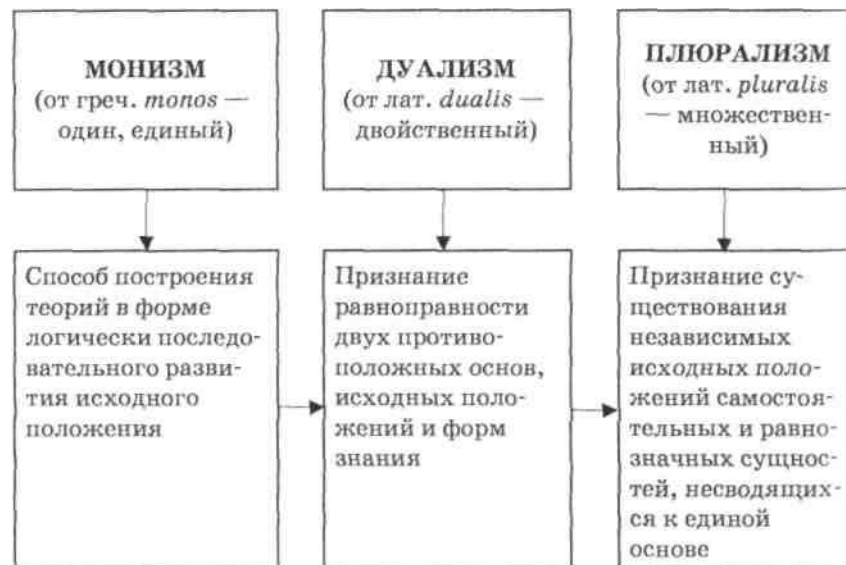 МОНИЗМ
(от греч. monos —
один, единый)
ДУАЛИЗМ
(от лат. dualis —
двойственный)
ПЛЮРАЛИЗМ
(от лат. pluralis
— множествен-
ный)
Способ построения
теорий в форме
логически последо-
вательного разви-
тия исходного
положения
Признание
равноправности
двух противо-
положных основ,
исходных поло-
жений и форм
знания
Признание су-
ществования
независимых
исходных поло-
жений самостоя-
тельных и равно-
значных сущнос-
тей, несводящих-
ся к единой
основе